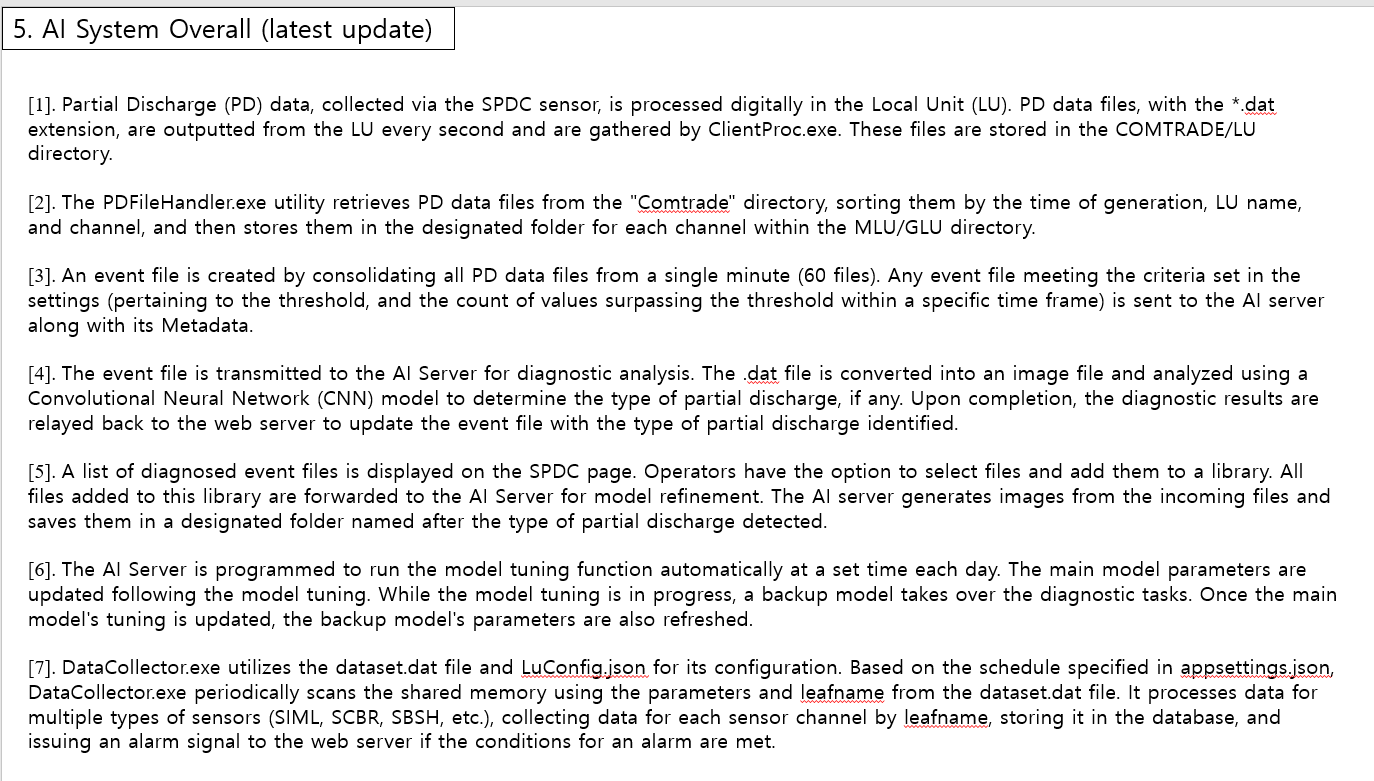 5. AI System Overall (latest update)
[1]. Partial Discharge (PD) data, collected via the SPDC sensor, is processed digitally in the Local Unit (LU). PD data files, with the *.dat
extension, are outputted from the LU every second and are gathered by ClientProc.exe. These files are stored in the COMTRADE/LU
directory.
[2]. The PDFileHandler.exe utility retrieves PD data files from the "Comtrade" directory, sorting them by the time of generation, LU name,
and channel, and then stores them in the designated folder for each channel within the MLU/GLU directory.
[3]. An event file is created by consolidating all PD data files from a single minute (60 files). Any event file meeting the criteria set in the
settings (pertaining to the threshold, and the count of values surpassing the threshold within a specific time frame) is sent to the AI server
along with its Metadata.
[4]. The event file is transmitted to the AI Server for diagnostic analysis. The .dat file is converted into an image file and analyzed using a
Convolutional Neural Network (CNN) model to determine the type of partial discharge, if any. Upon completion, the diagnostic results are
relayed back to the web server to update the event file with the type of partial discharge identified.
[5]. A list of diagnosed event files is displayed on the SPDC page. Operators have the option to select files and add them to a library. All
files added to this library are forwarded to the AI Server for model refinement. The AI server generates images from the incoming files and
saves them in a designated folder named after the type of partial discharge detected.
[6]. The AI Server is programmed to run the model tuning function automatically at a set time each day. The main model parameters are
updated following the model tuning. While the model tuning is in progress, a backup model takes over the diagnostic tasks. Once the main
model's tuning is updated, the backup model's parameters are also refreshed.
[7]. DataCollector.exe utilizes the dataset.dat file and LuConfig.json for its configuration. Based on the schedule specified in appsettings.json,
DataCollector.exe periodically scans the shared memory using the parameters and leafname from the dataset.dat file. It processes data for
multiple types of sensors (SIML, SCBR, SBSH, etc.), collecting data for each sensor channel by leafname, storing it in the database, and
issuing an alarm signal to the web server if the conditions for an alarm are met.